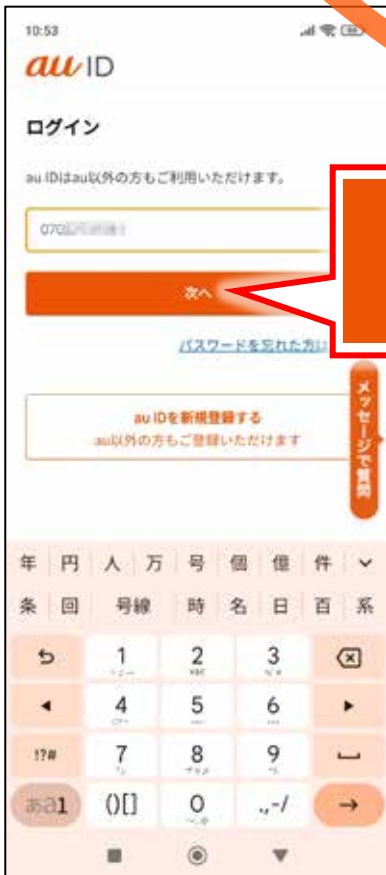 10:53
au ID
ログイン
au IDはau以外の方もご利用いただけます。
070
次へ
パスワードを忘れた方は
au IDを新規登録する
au以外の方もご登録いただけます
メッセージで質問
年 円 人 万 号 個 億 件
条 回 号線 時 名 日 百 系
1 2 3
4 5 6
!?# 7 8 9
あa1 ()[] 0 .,-/